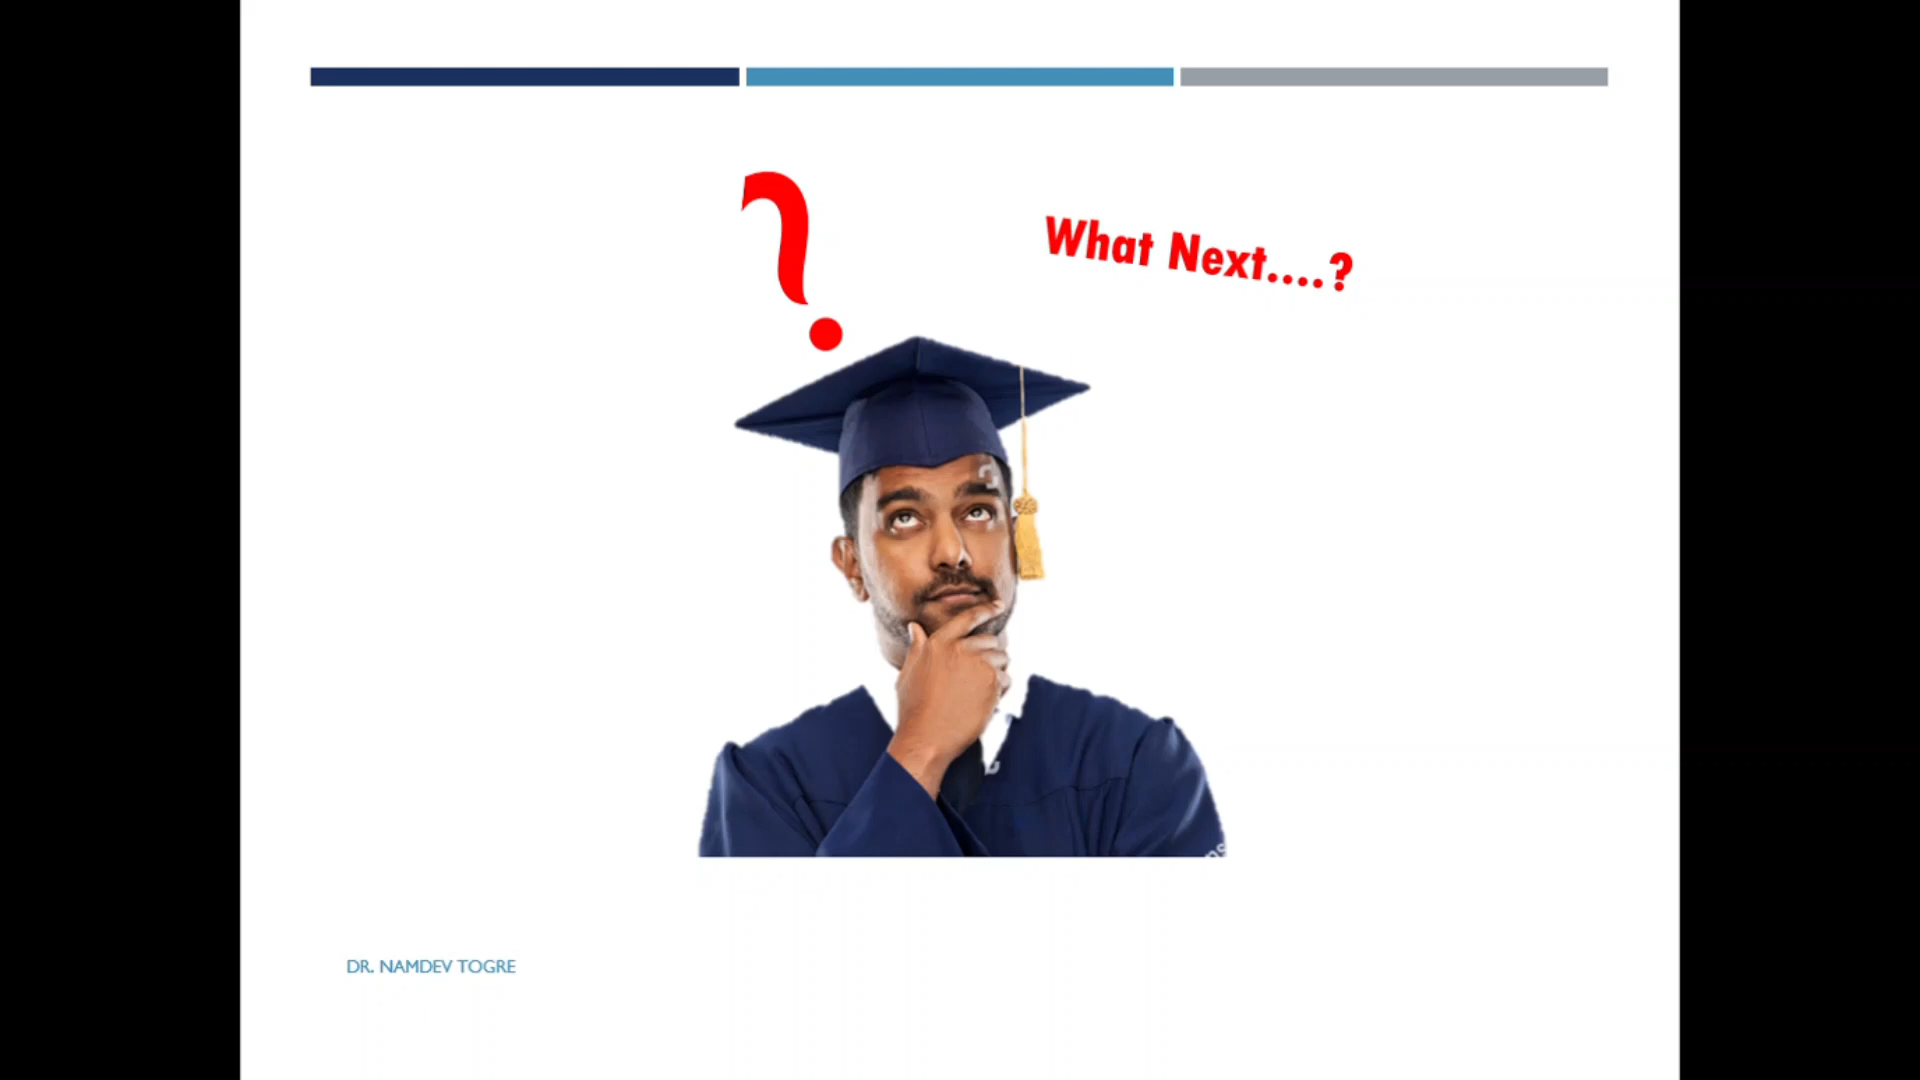 ?
What Next....?
DR. NAMDEV TOGRE